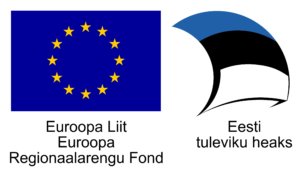 Euroopa Liit
Euroopa
Regionaalarengu Fond
Eesti
tuleviku heaks